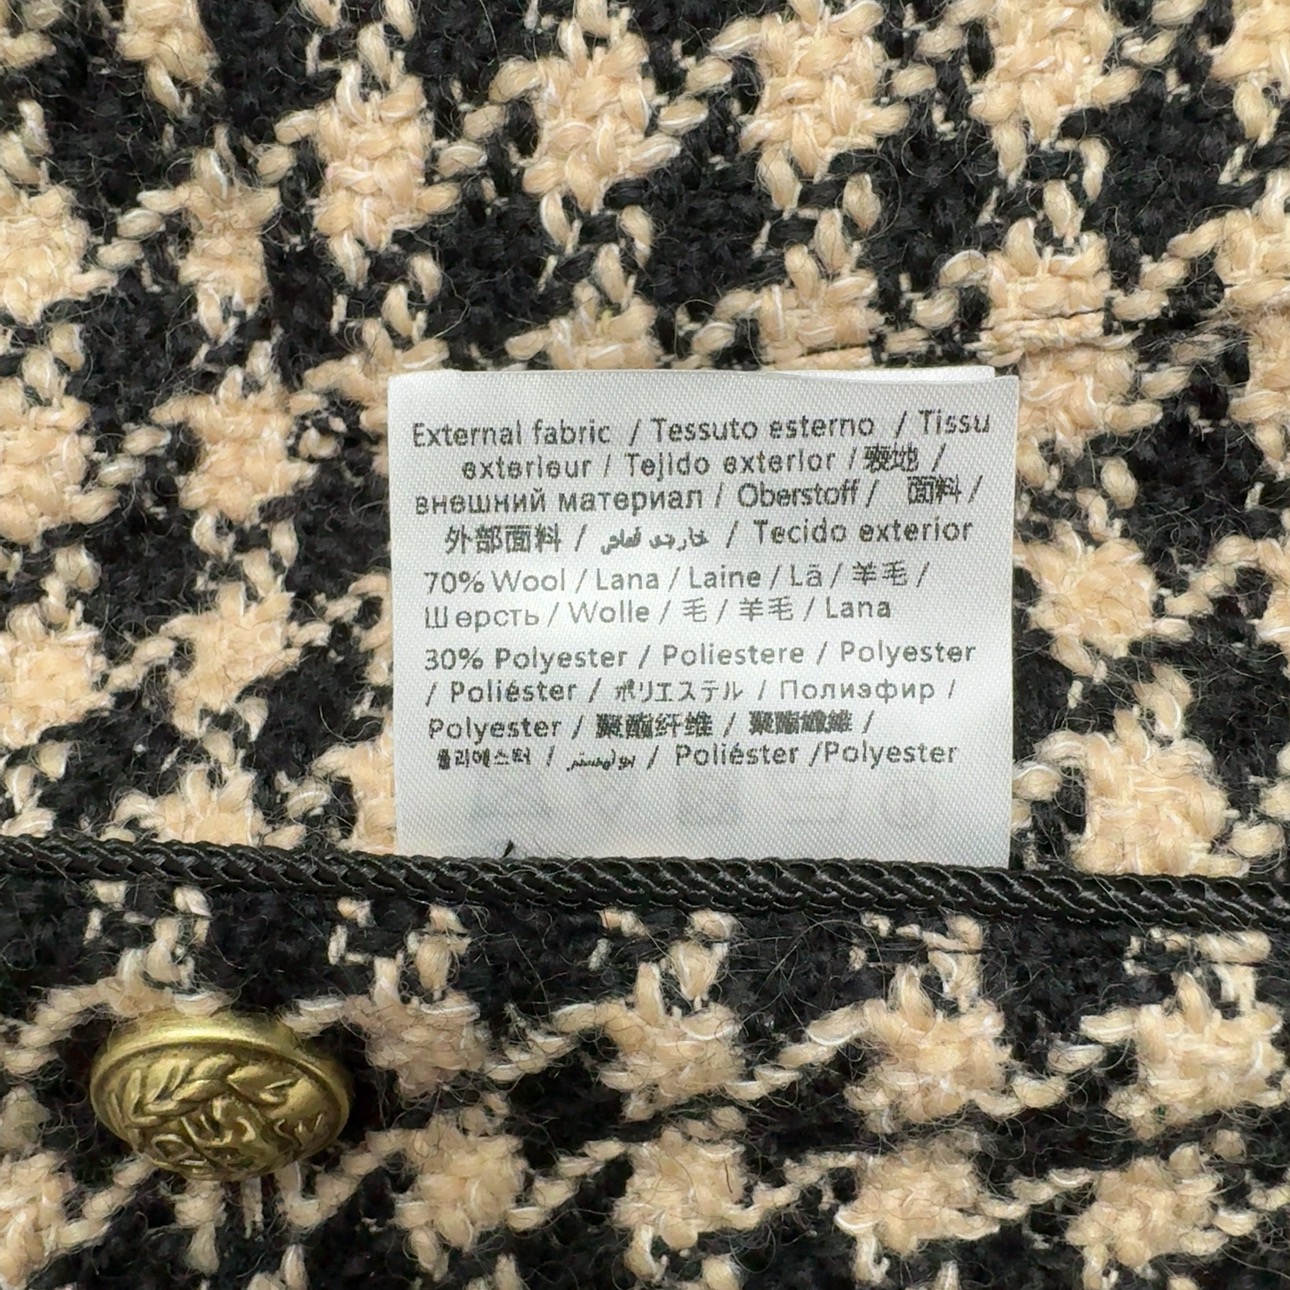 External fabric / Tessuto esterno / Tissu
exterieur / Tejido exterior / 表地 /
внешний материал / Oberstoff / 面料 /
外部面料 / خارجى قماش / Tecido exterior
70% Wool / Lana / Laine / Lã / 羊毛 /
Шерсть / Wolle / 毛 / 羊毛 / Lana
30% Polyester / Poliestere / Polyester
/ Poliéster / ポリエステル / Полиэфир /
Polyester / 聚酯纤维 / 聚酯纖維 /
폴리에스터 / بوليستر / Poliéster /Polyester